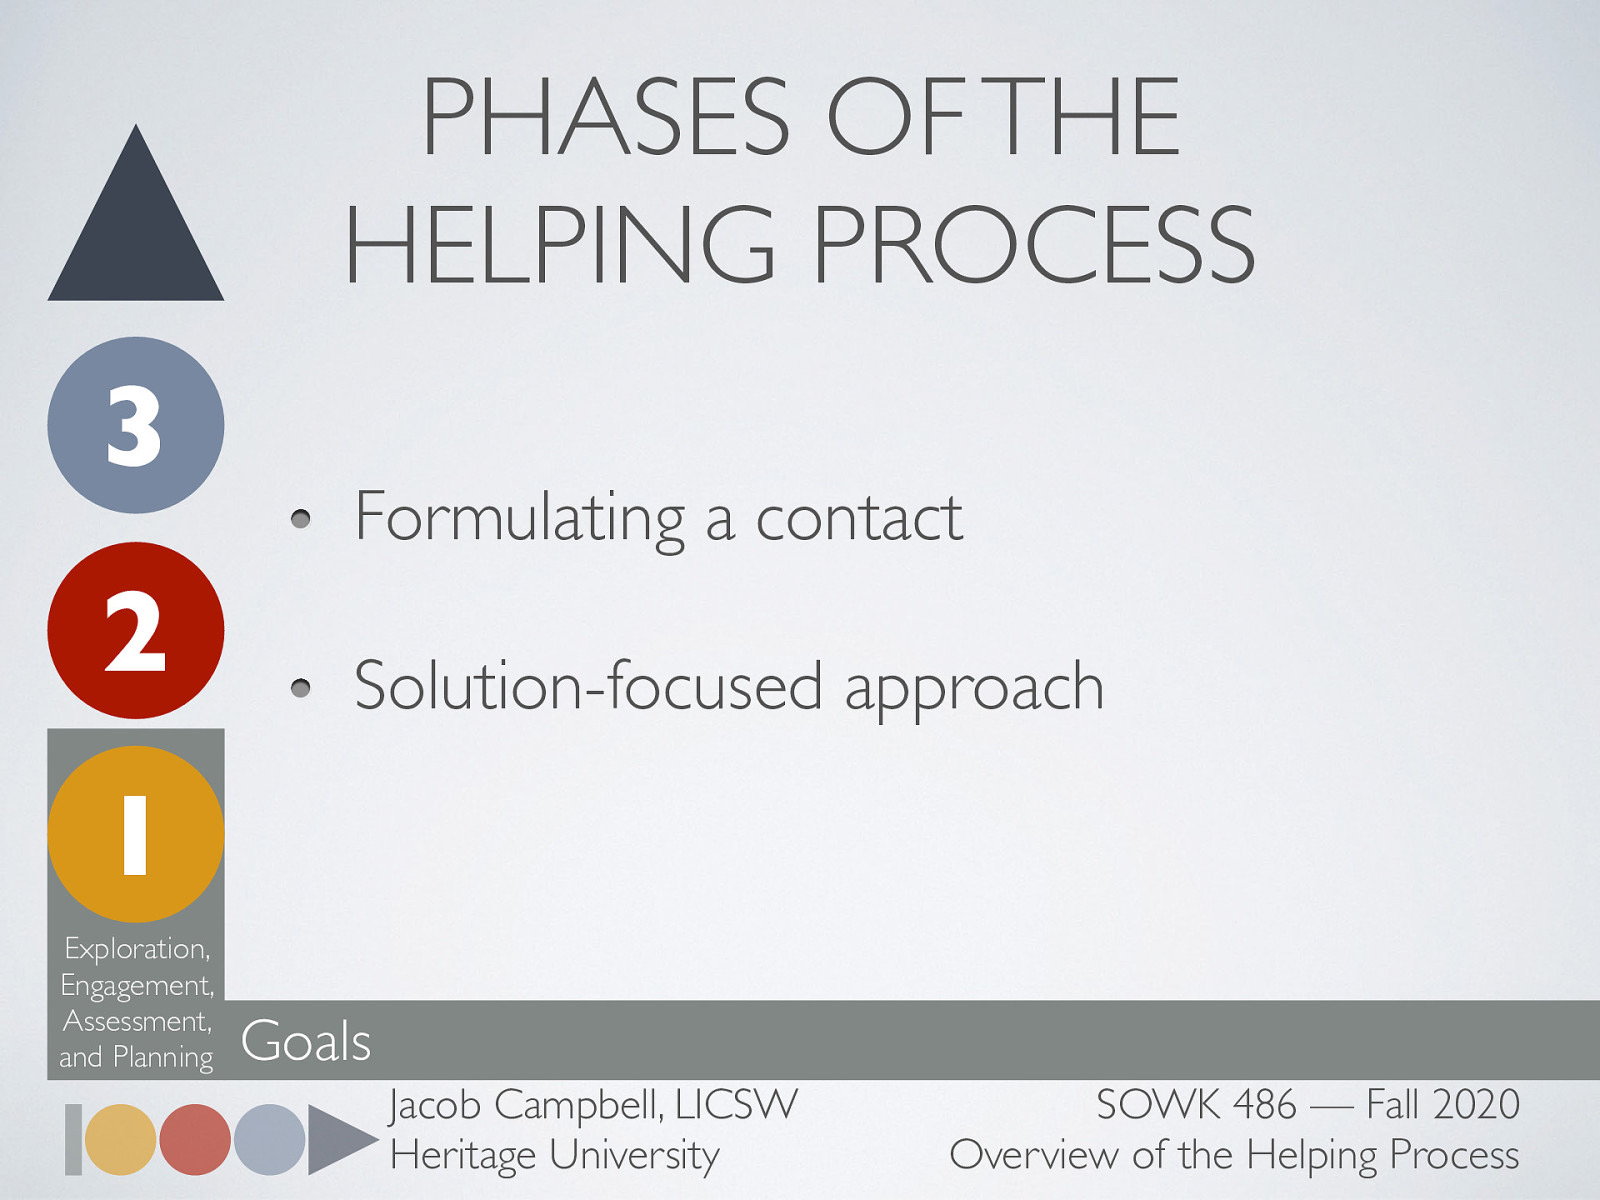 PHASES OF THE
HELPING PROCESS
3
2
1
• Formulating a contact
• Solution-focused approach
Exploration,
Engagement,
Assessment,
and Planning
Goals
Jacob Campbell, LICSW
Heritage University
SOWK 486 — Fall 2020
Overview of the Helping Process